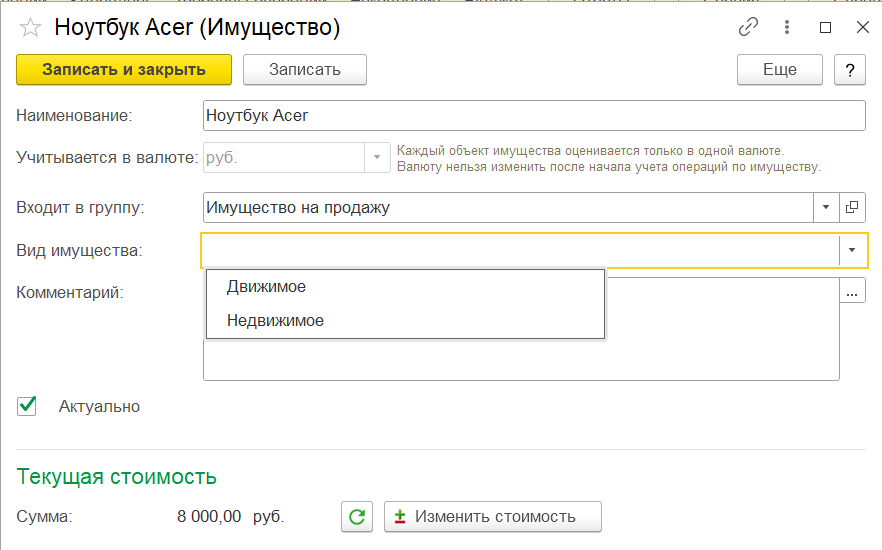 Ноутбук Acer (Имущество)
Записать и закрыть
Записать
Еще
?
Наименование:
Ноутбук Acer
Учитывается в валюте:
руб.
Каждый объект имущества оценивается только в одной валюте.
Валюту нельзя изменить после начала учета операций по имуществу.
Входит в группу:
Имущество на продажу
Вид имущества:
Движимое
Недвижимое
Комментарий:
...
Актуально
Текущая стоимость
Сумма:
8 000,00 руб.
Изменить стоимость